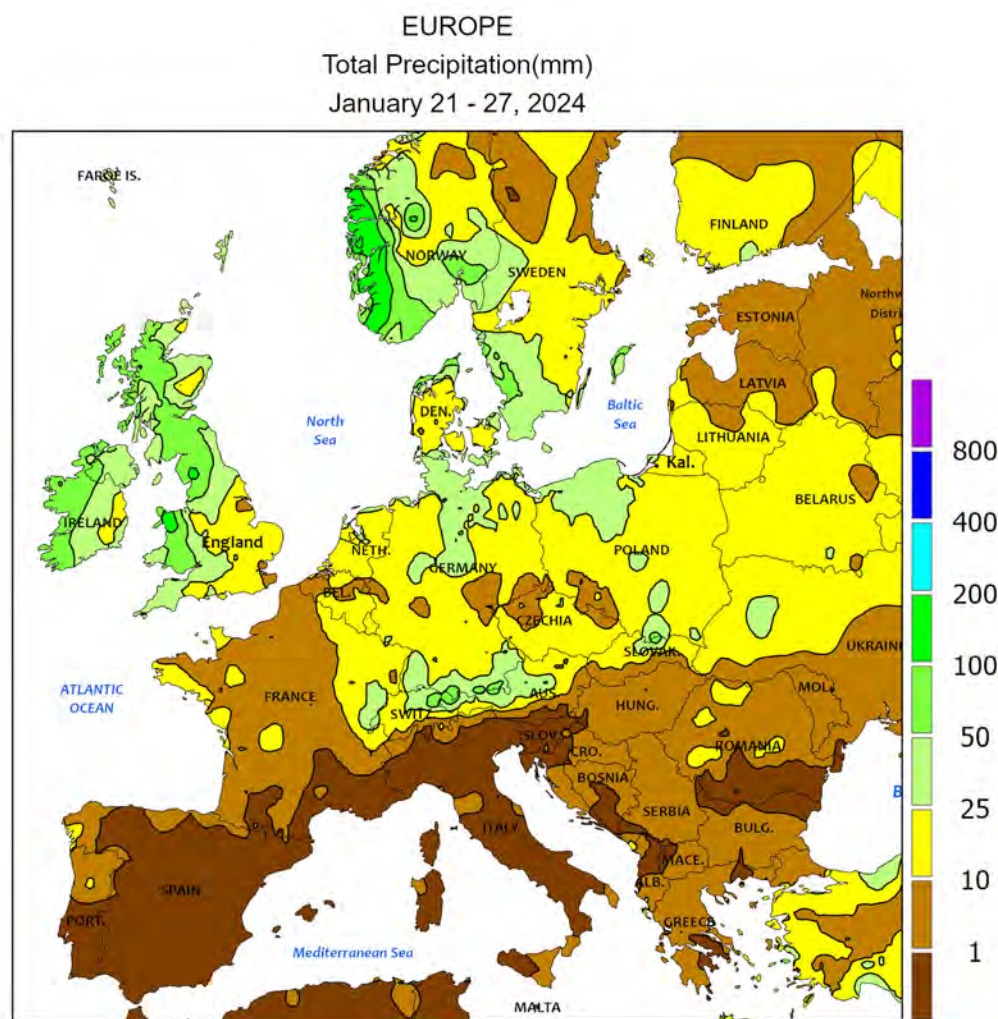 EUROPE
Total Precipitation(mm)
January 21 - 27, 2024
FAROE IS.
FINLAND
NORWAY
SWEDEN
Northw
Distri
ESTONIA
LATVIA
North
Sea
DEN.
Baltic
Sea
LITHUANIA
Kal.
800
BELARUS
IRELAND
England
NETH.
GERMANY
POLAND
400
BEL.
CZECHIA
200
SLOVAK.
UKRAINE
100
ATLANTIC
OCEAN
FRANCE
AUS.
MOL.
HUNG.
SWITZ.
SLOV.
CRO.
ROMANIA
50
BOSNIA
B
25
SERBIA
ITALY
BULG.
MACE.
10
SPAIN
ALB.
PORT.
GREECE
Mediterranean Sea
1
MALTA